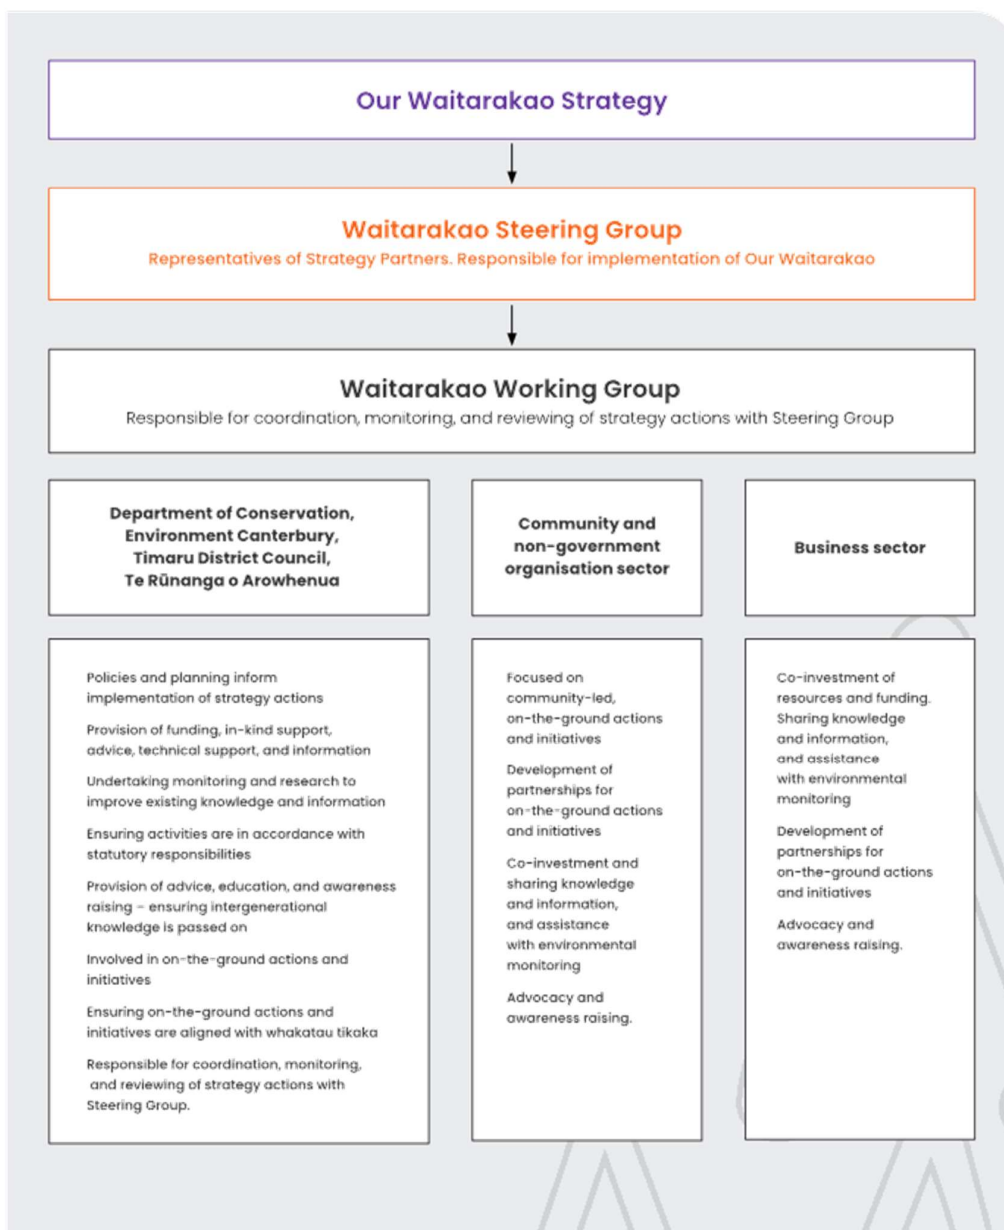 Our Waitarakao Strategy
Waitarakao Steering Group
Representatives of Strategy Partners. Responsible for implementation of Our Waitarakao
Waitarakao Working Group
Responsible for coordination, monitoring, and reviewing of strategy actions with Steering Group
Department of Conservation,
Environment Canterbury,
Timaru District Council,
Te Rūnanga o Arowhenua
Policies and planning inform
implementation of strategy actions
Provision of funding, in-kind support,
advice, technical support, and information
Undertaking monitoring and research to
improve existing knowledge and information
Ensuring activities are in accordance with
statutory responsibilities
Provision of advice, education, and awareness
raising – ensuring intergenerational
knowledge is passed on
Involved in on-the-ground actions and
initiatives
Ensuring on-the-ground actions and
initiatives are aligned with whakatau tikaka
Responsible for coordination, monitoring,
and reviewing of strategy actions with
Steering Group.
Community and
non-government
organisation sector
Focused on
community-led,
on-the-ground actions
and initiatives
Development of
partnerships for
on-the-ground actions
and initiatives
Co-investment and
sharing knowledge
and information,
and assistance
with environmental
monitoring
Advocacy and
awareness raising.
Business sector
Co-investment of
resources and funding.
Sharing knowledge
and information,
and assistance
with environmental
monitoring
Development of
partnerships for
on-the-ground actions
and initiatives
Advocacy and
awareness raising.